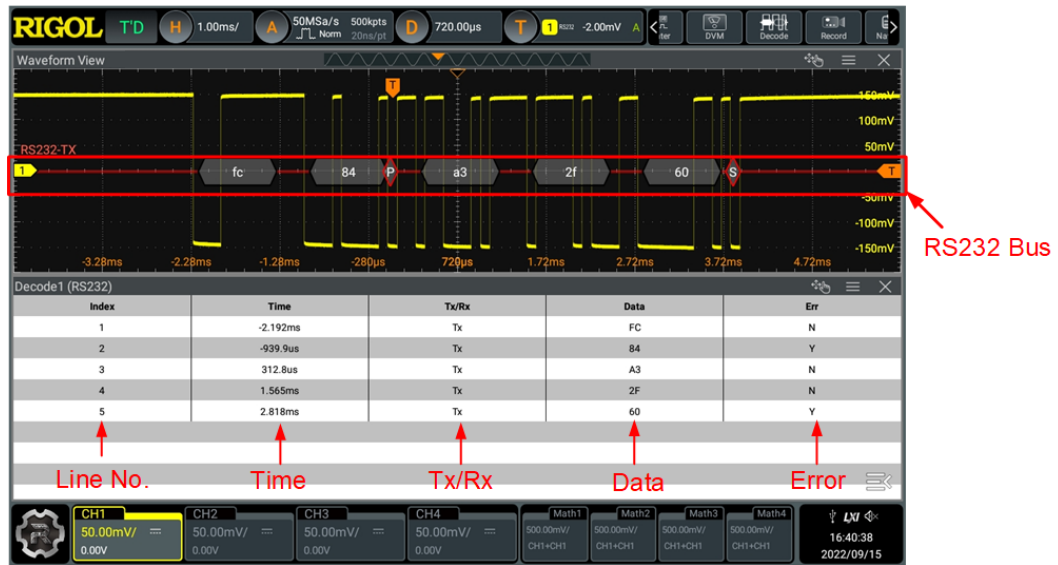 RIGOL T'D H 1.00ms/ A 50MSa/s 500kpts Norm 20ns/pt D 720.00µs T 1 RS232 -2.00mV A DVM Decode Record
Waveform View
T
150mV
100mV
RS232-TX 50mV
1 fc 84 P a3 2f 60 S T
-50mV
-100mV
-150mV
-3.28ms -2.28ms -1.28ms -280µs 720µs 1.72ms 2.72ms 3.72ms 4.72ms
RS232 Bus
Decode1 (RS232)
Index Time Tx/Rx Data Err
1 -2.192ms Tx FC N
2 -939.9us Tx 84 Y
3 312.8us Tx A3 N
4 1.565ms Tx 2F N
5 2.818ms Tx 60 Y
Line No. Time Tx/Rx Data Error
CH1 CH2 CH3 CH4 Math1 Math2 Math3 Math4
50.00mV/ 50.00mV/ 50.00mV/ 50.00mV/ 500.00mV/ 500.00mV/ 500.00mV/ 500.00mV/
0.00V 0.00V 0.00V 0.00V CH1+CH1 CH1+CH1 CH1+CH1 CH1+CH1
LXI
16:40:38
2022/09/15